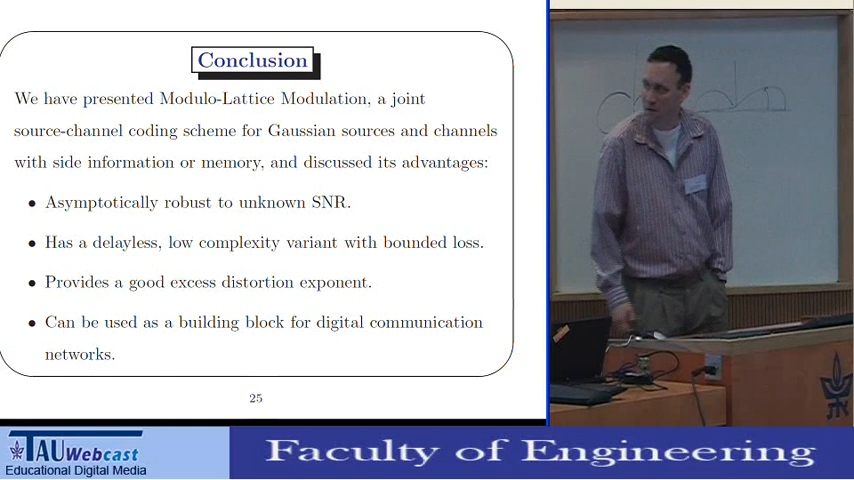 Conclusion
We have presented Modulo-Lattice Modulation, a joint
source-channel coding scheme for Gaussian sources and channels
with side information or memory, and discussed its advantages:
• Asymptotically robust to unknown SNR.
• Has a delayless, low complexity variant with bounded loss.
• Provides a good excess distortion exponent.
• Can be used as a building block for digital communication
networks.
25
TAU Webcast
Educational Digital Media
Faculty of Engineering